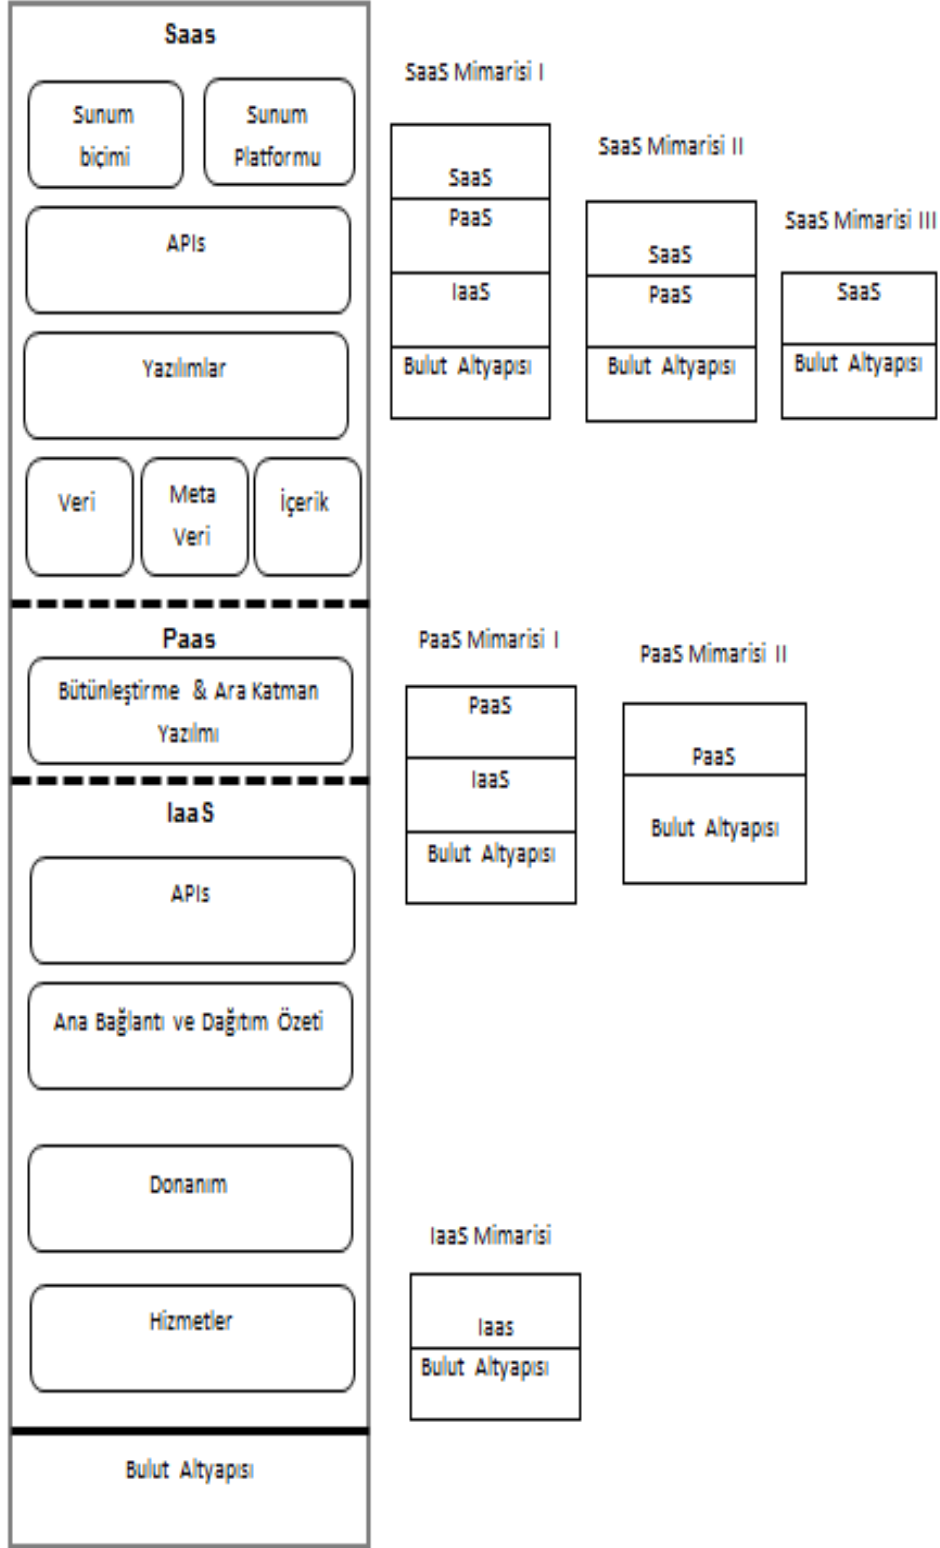 Saas
Sunum
biçimi
Sunum
Platformu
APIs
Yazılımlar
Veri
Meta
Veri
İçerik
Paas
Bütünleştirme & Ara Katman
Yazılmı
IaaS
APIs
Ana Bağlantı ve Dağıtım Özeti
Donanım
Hizmetler
Bulut Altyapısı
SaaS Mimarisi I
SaaS
PaaS
IaaS
Bulut Altyapısı
SaaS Mimarisi II
SaaS
PaaS
Bulut Altyapısı
SaaS Mimarisi III
SaaS
Bulut Altyapısı
PaaS Mimarisi I
PaaS
IaaS
Bulut Altyapısı
PaaS Mimarisi II
PaaS
Bulut Altyapısı
IaaS Mimarisi
Iaas
Bulut Altyapısı